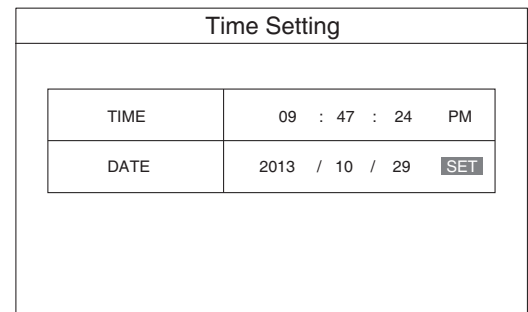 Time Setting
TIME 09 : 47 : 24 PM
DATE 2013 / 10 / 29 SET